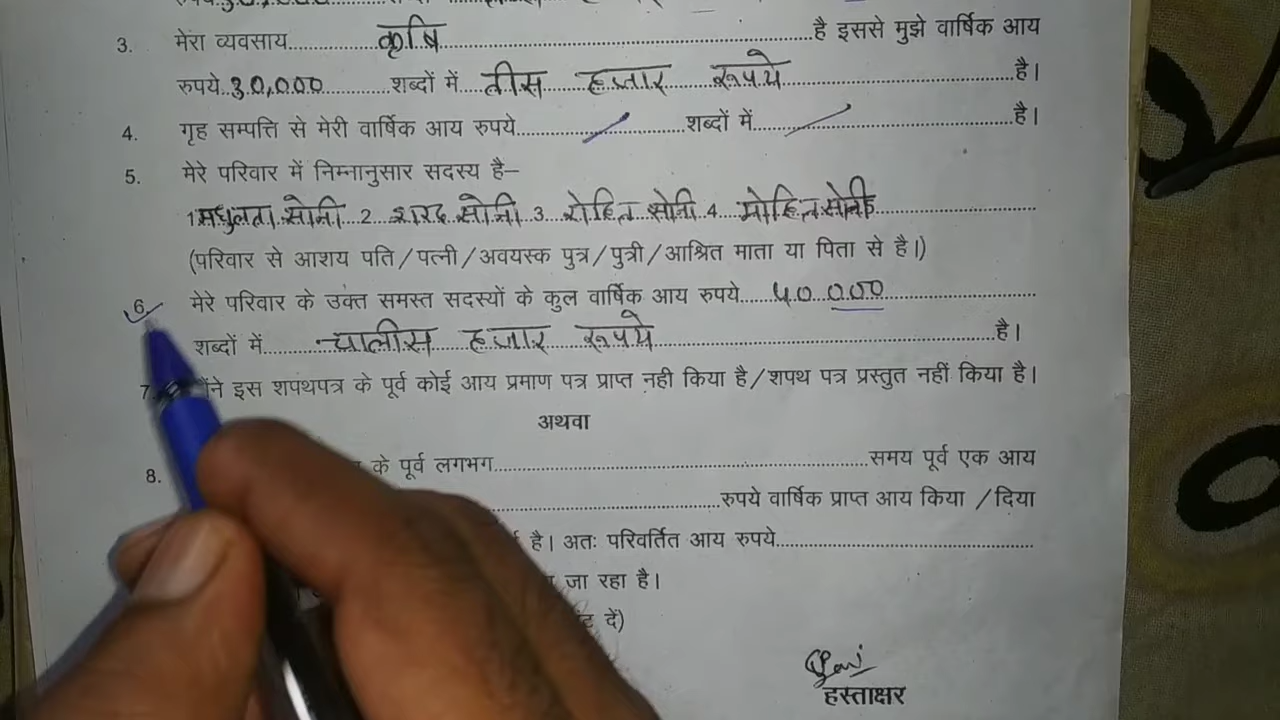 3. मेरा व्यवसाय...............कृषि...............है इससे मुझे वार्षिक आय
रुपये..30,000............शब्दों में...तीस....हजार....रूपये...............है।
4. गृह सम्पत्ति से मेरी वार्षिक आय रुपये...............शब्दों में...............है।
5. मेरे परिवार में निम्नानुसार सदस्य है–
1 मधुलता सोनी 2. शरद सोनी 3. रोहित सोनी 4. मोहित सोनी...............
(परिवार से आशय पति/पत्नी/अवयस्क पुत्र/पुत्री/आश्रित माता या पिता से है।)
6. मेरे परिवार के उक्त समस्त सदस्यों के कुल वार्षिक आय रुपये....40.000...............
शब्दों में.......चालीस...हजार...रूपये...............है।
7. इस शपथपत्र के पूर्व कोई आय प्रमाण पत्र प्राप्त नही किया है/शपथ पत्र प्रस्तुत नहीं किया है।
अथवा
8. के पूर्व लगभग...............समय पूर्व एक आय
...............रुपये वार्षिक प्राप्त आय किया /दिया
है। अतः परिवर्तित आय रुपये...............
जा रहा है।
दें)
हस्ताक्षर